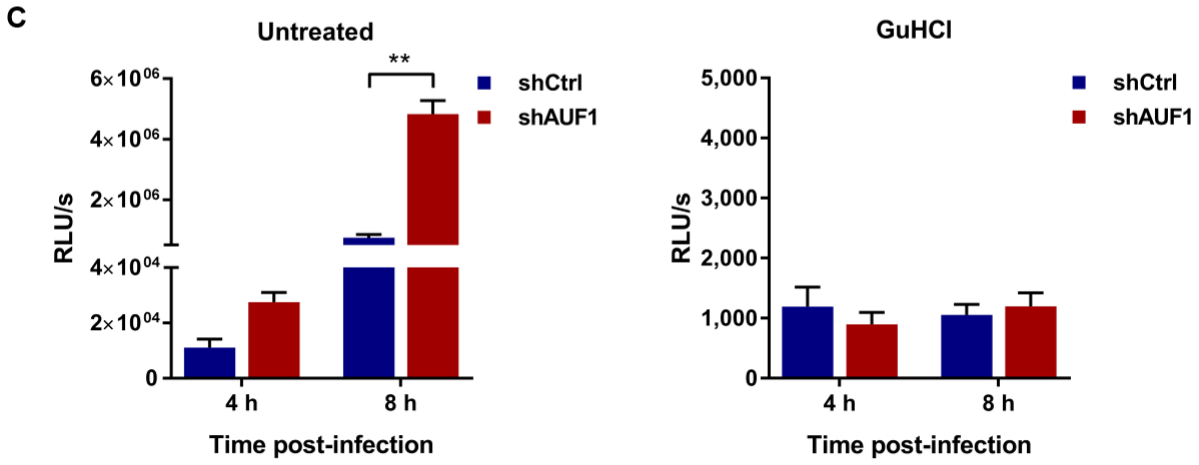 C
Untreated
**
6×10⁰⁶
4×10⁰⁶
2×10⁰⁶
4×10⁰⁴
2×10⁰⁴
0
RLU/s
4 h
8 h
Time post-infection
shCtrl
shAUF1
GuHCl
5,000
4,000
3,000
2,000
1,000
0
RLU/s
4 h
8 h
Time post-infection
shCtrl
shAUF1